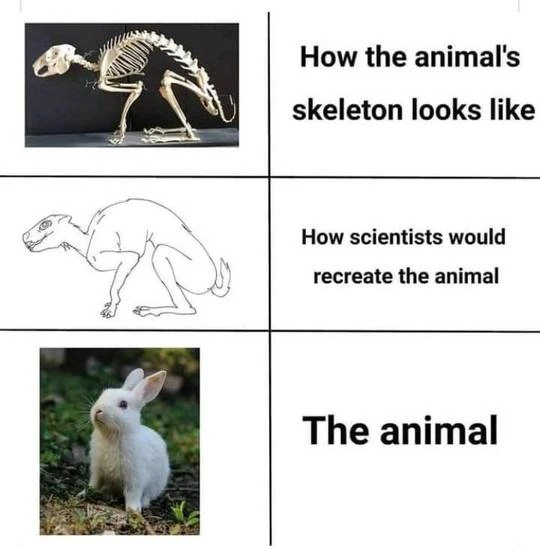 How the animal's
skeleton looks like
How scientists would
recreate the animal
The animal